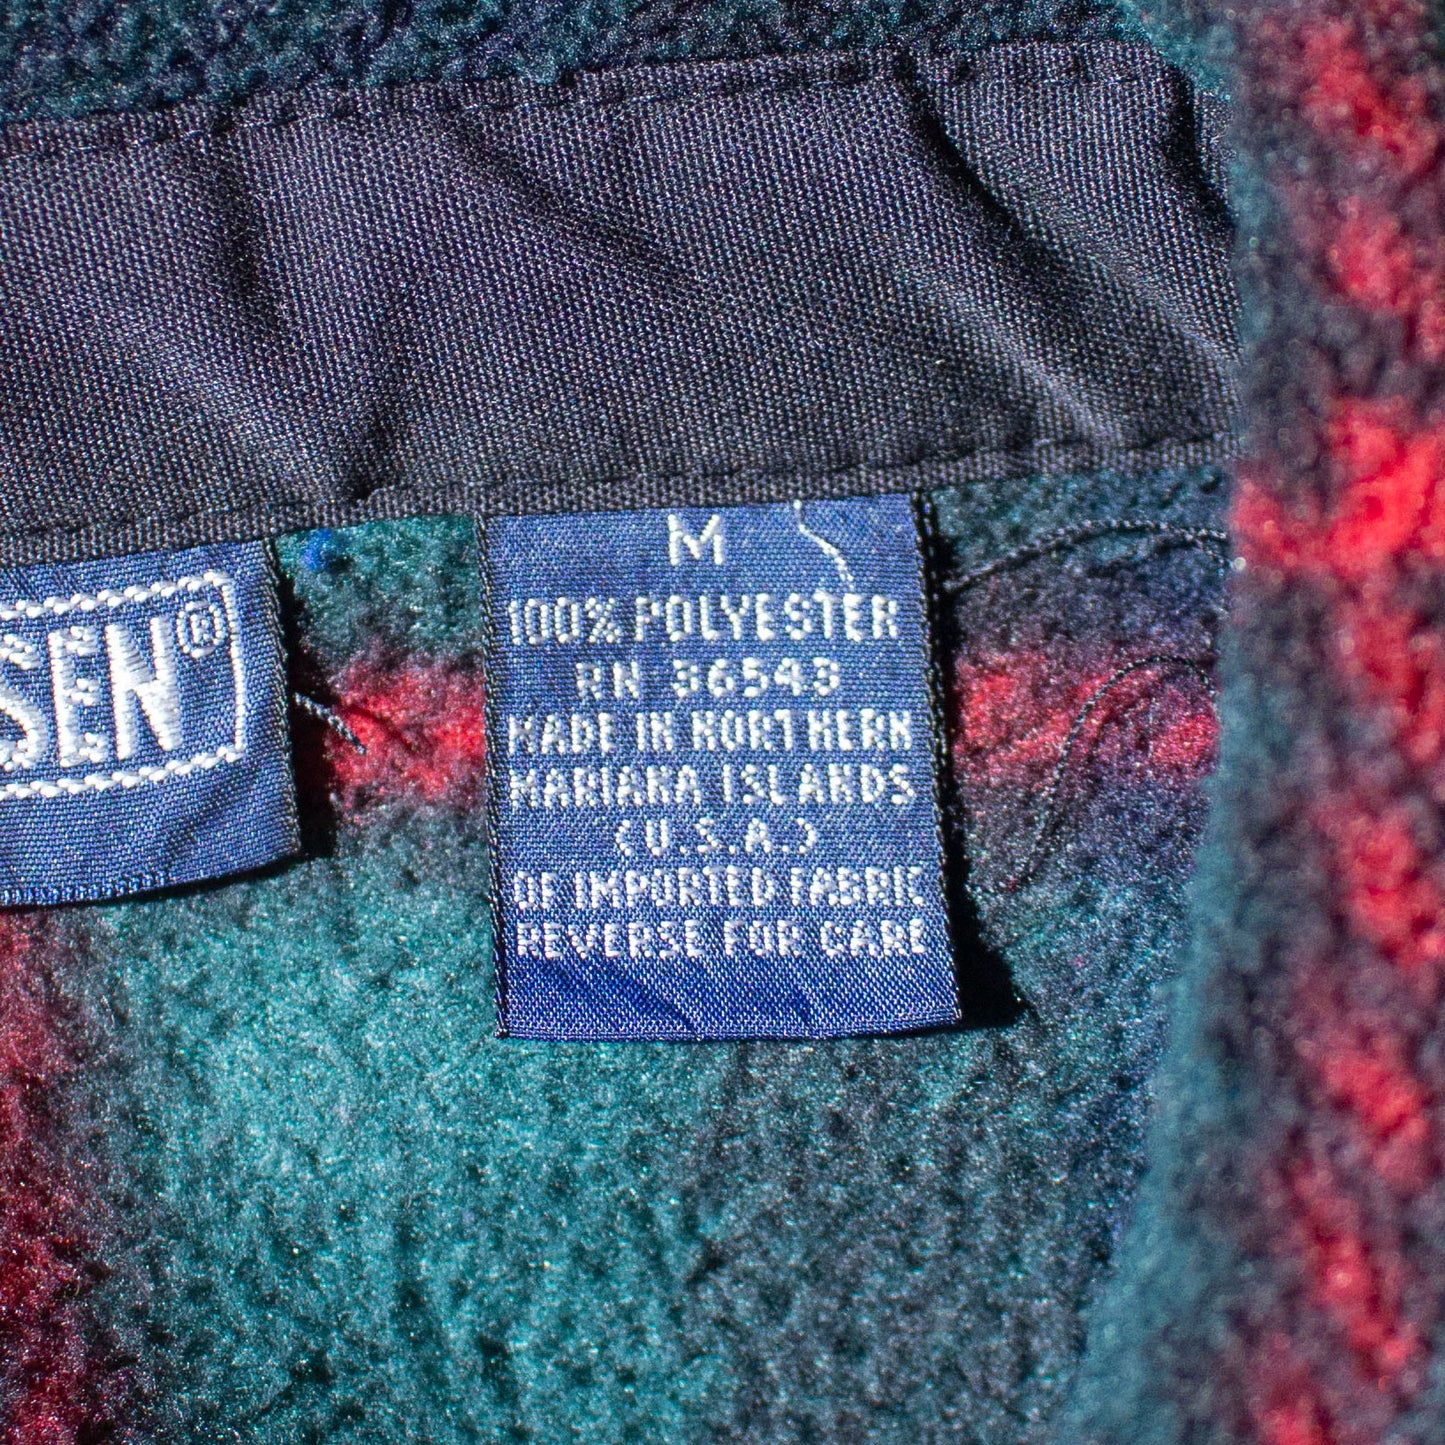 SEN®
M
100% POLYESTER
RN 36543
MADE IN NORTHERN
MARIANA ISLANDS
(U.S.A.)
OF IMPORTED FABRIC
REVERSE FOR CARE